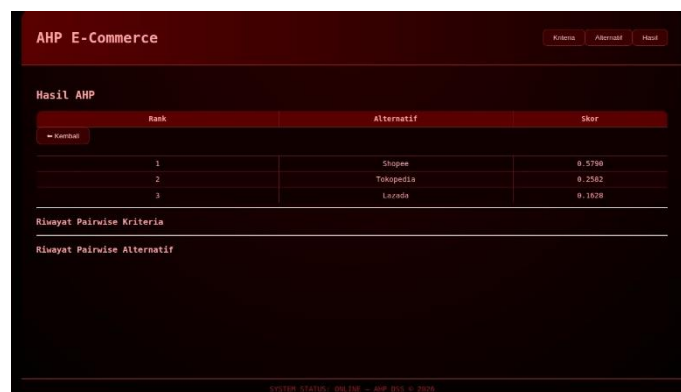 AHP E-Commerce
Kriteria Alternatif Hasil
Hasil AHP
Rank Alternatif Skor
⬅ Kembali
1 Shopee 0.5790
2 Tokopedia 0.2582
3 Lazada 0.1628
Riwayat Pairwise Kriteria
Riwayat Pairwise Alternatif
SYSTEM STATUS: ONLINE — AHP DSS © 2026